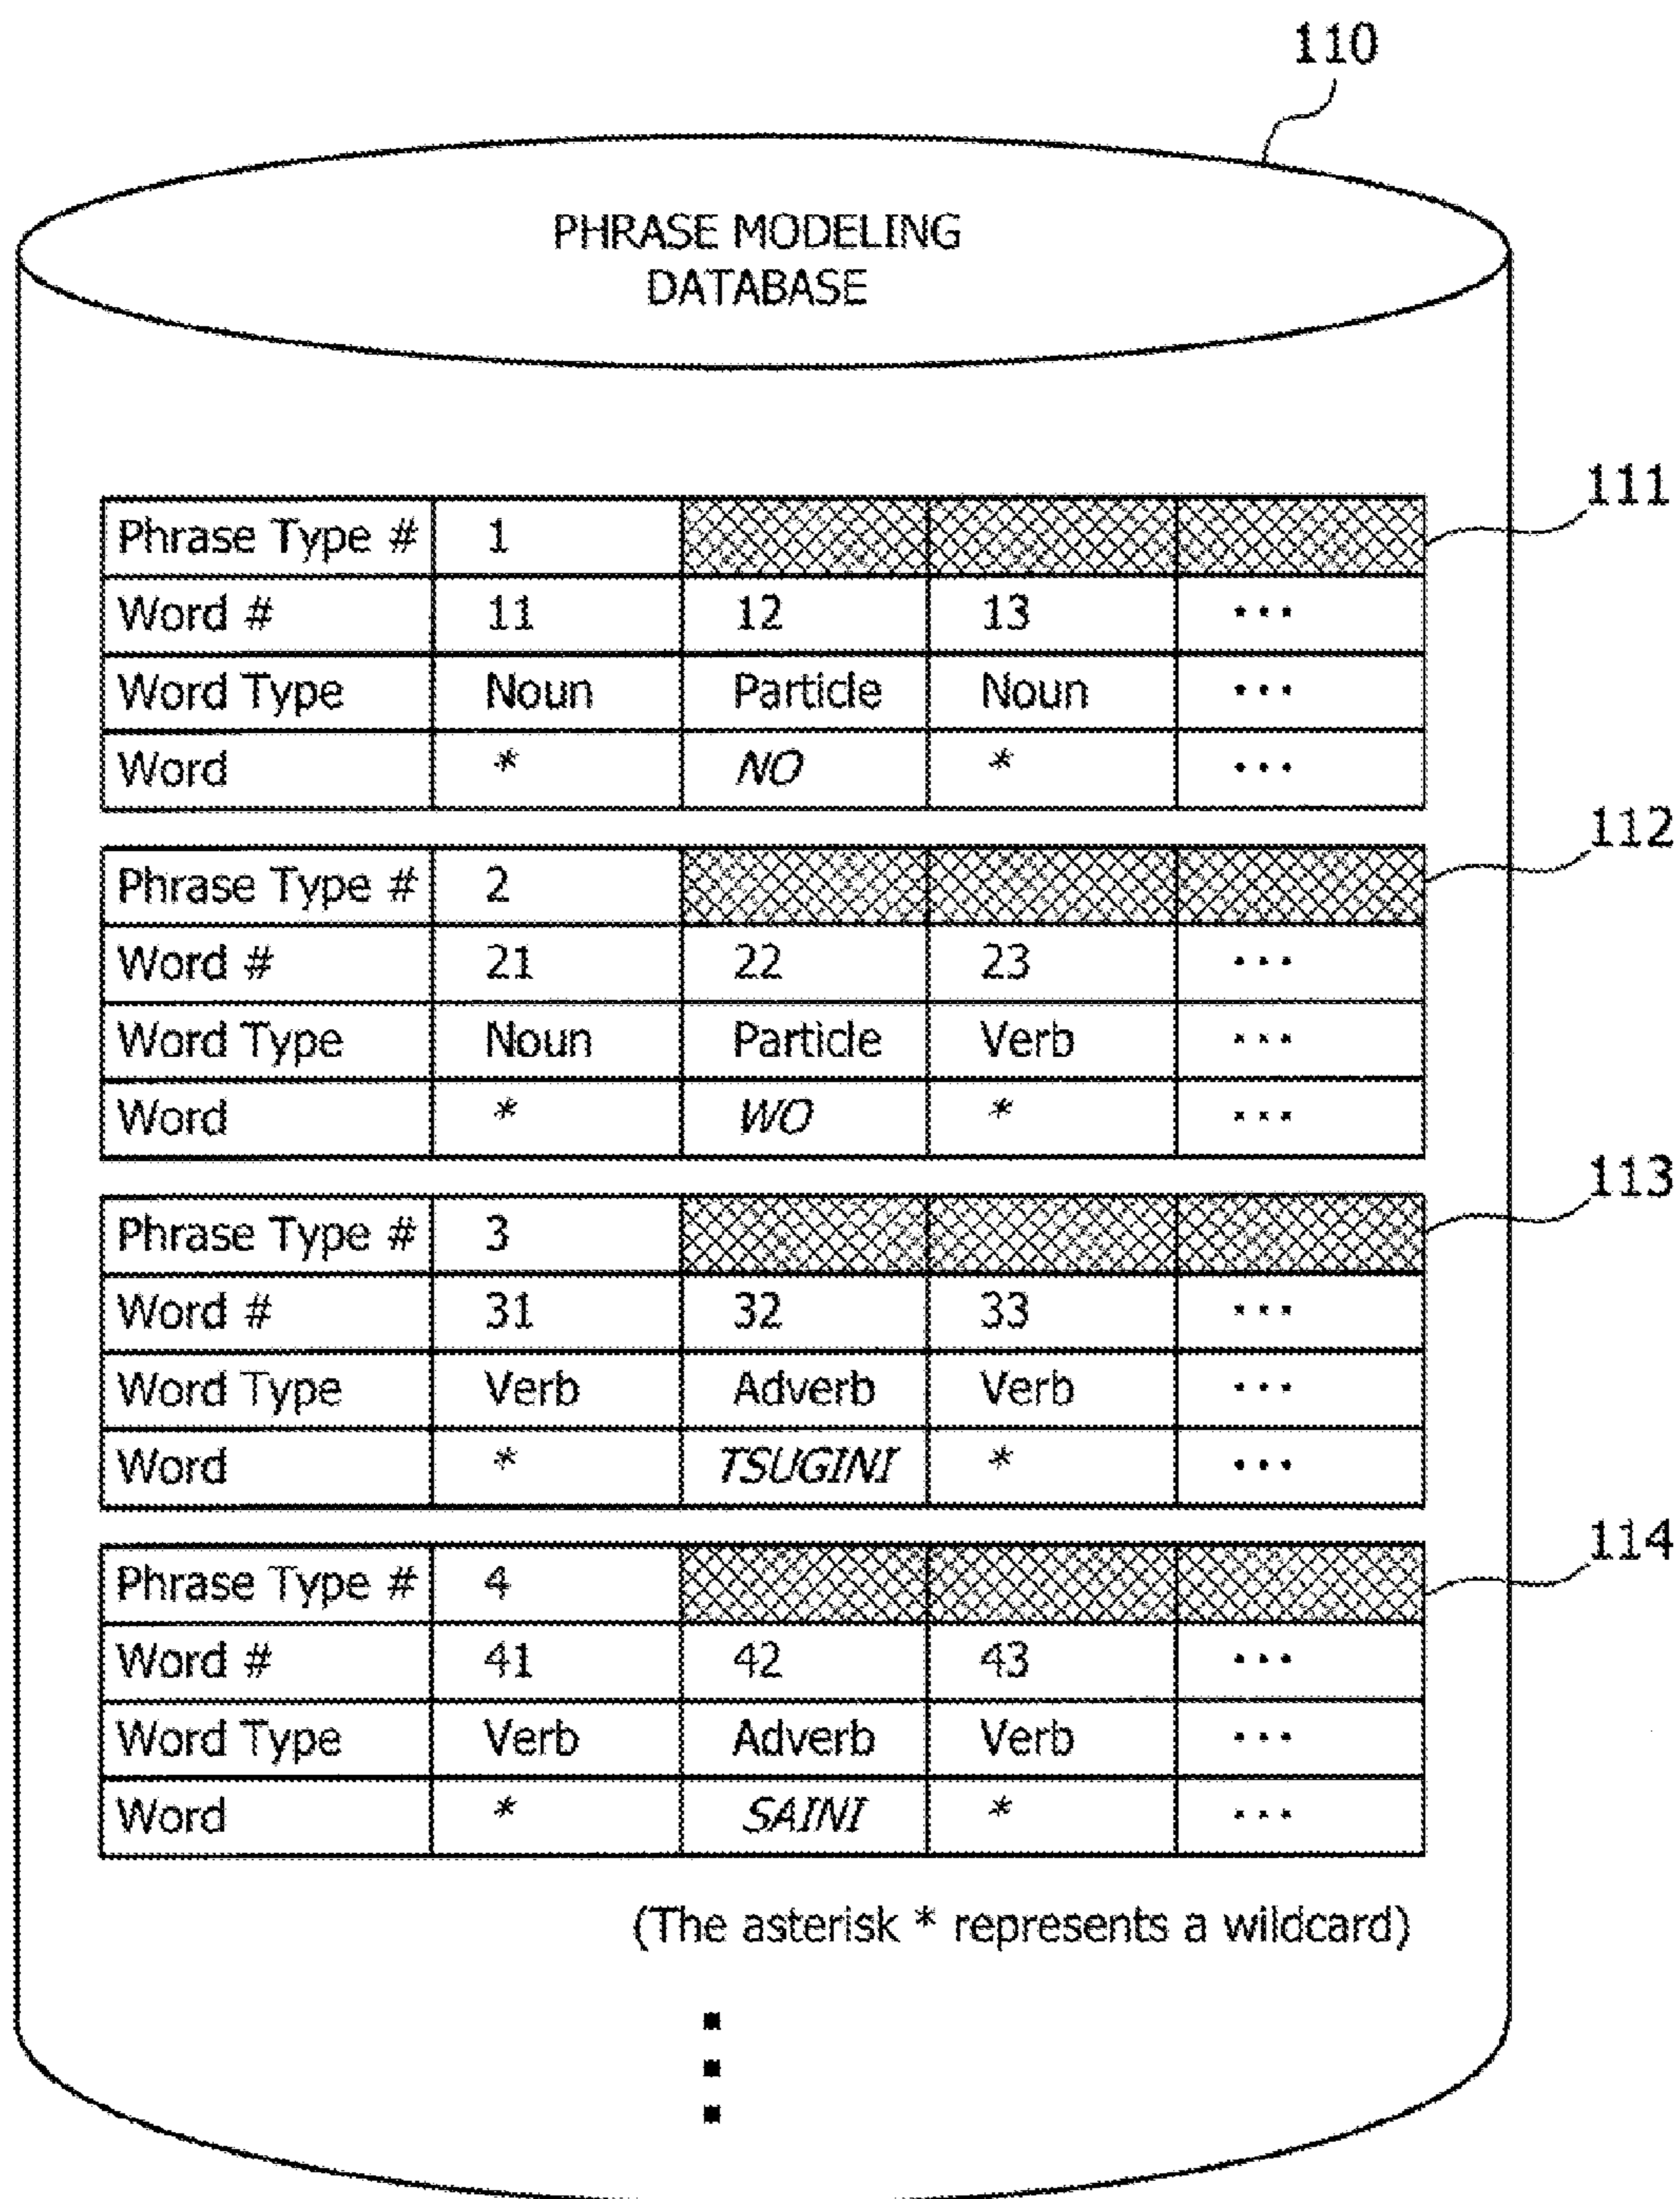 110
PHRASE MODELING
DATABASE
111
Phrase Type # 1
Word # 11 12 13 ...
Word Type Noun Particle Noun ...
Word * NO * ...
112
Phrase Type # 2
Word # 21 22 23 ...
Word Type Noun Particle Verb ...
Word * WO * ...
113
Phrase Type # 3
Word # 31 32 33 ...
Word Type Verb Adverb Verb ...
Word * TSUGINI * ...
114
Phrase Type # 4
Word # 41 42 43 ...
Word Type Verb Adverb Verb ...
Word * SAINI * ...
(The asterisk * represents a wildcard)